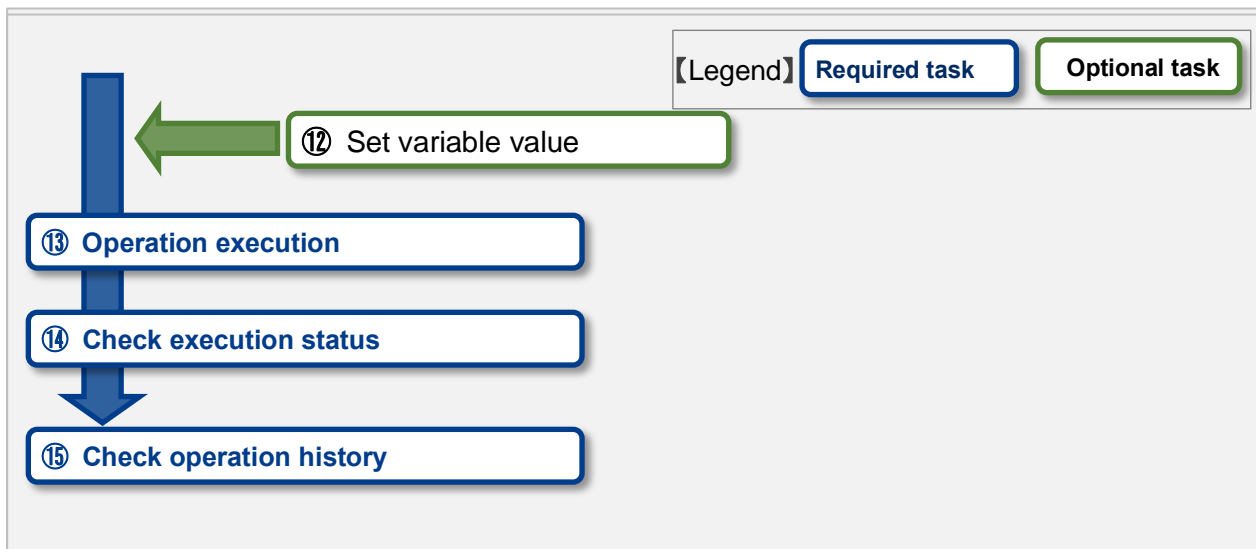 【Legend】 Required task Optional task
⑫ Set variable value
⑬ Operation execution
⑭ Check execution status
⑮ Check operation history